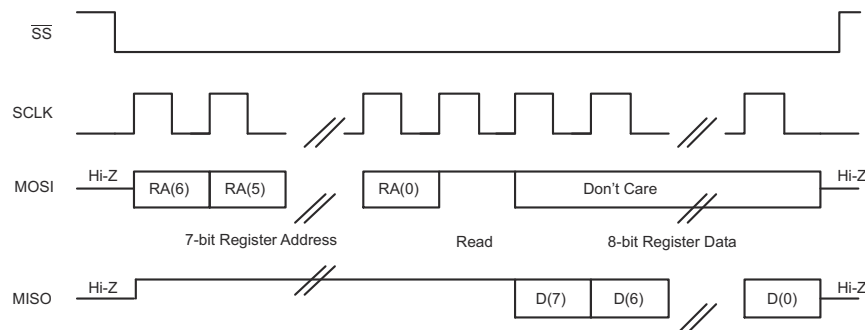 SS
SCLK
MOSI Hi-Z RA(6) RA(5) RA(0) Don't Care Hi-Z
7-bit Register Address Read 8-bit Register Data
MISO Hi-Z D(7) D(6) D(0) Hi-Z